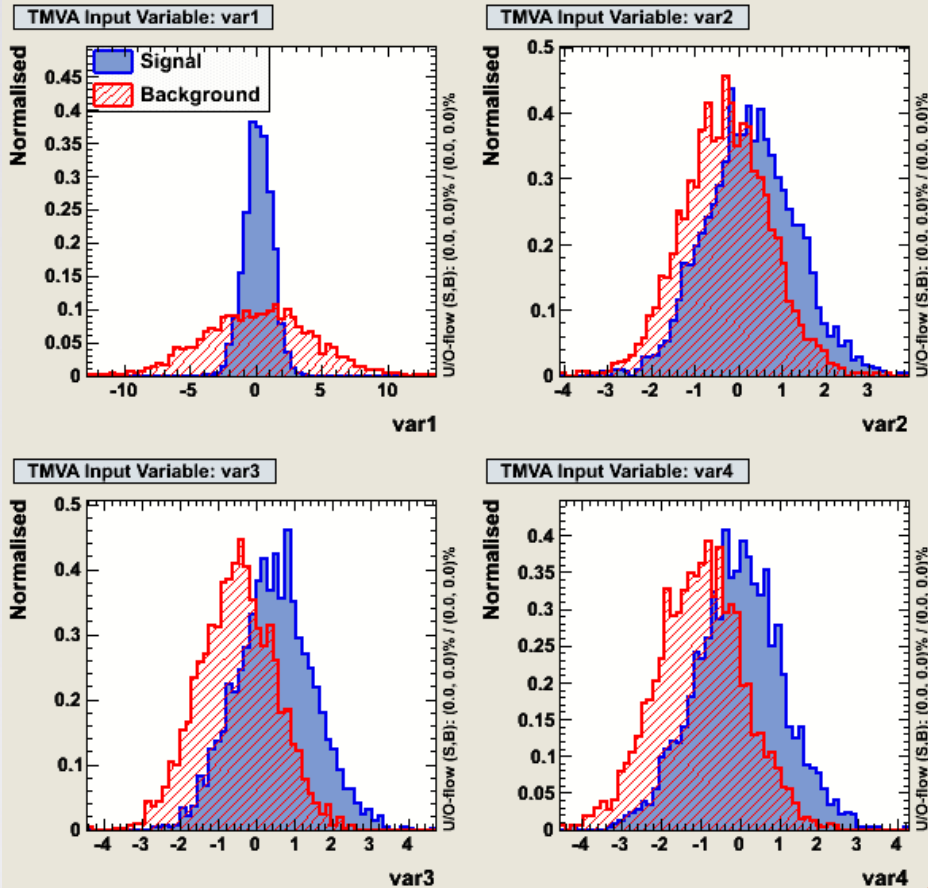 TMVA Input Variable: var1
Normalised
0.45
0.4
0.35
0.3
0.25
0.2
0.15
0.1
0.05
0
Signal
Background
-10 -5 0 5 10
var1
U/O-flow (S,B): (0.0, 0.0)% / (0.0, 0.0)%
TMVA Input Variable: var2
Normalised
0.5
0.4
0.3
0.2
0.1
0
-4 -3 -2 -1 0 1 2 3
var2
U/O-flow (S,B): (0.0, 0.0)% / (0.0, 0.0)%
TMVA Input Variable: var3
Normalised
0.5
0.4
0.3
0.2
0.1
0
-4 -3 -2 -1 0 1 2 3 4
var3
U/O-flow (S,B): (0.0, 0.0)% / (0.0, 0.0)%
TMVA Input Variable: var4
Normalised
0.4
0.35
0.3
0.25
0.2
0.15
0.1
0.05
0
-4 -3 -2 -1 0 1 2 3 4
var4
U/O-flow (S,B): (0.0, 0.0)% / (0.0, 0.0)%